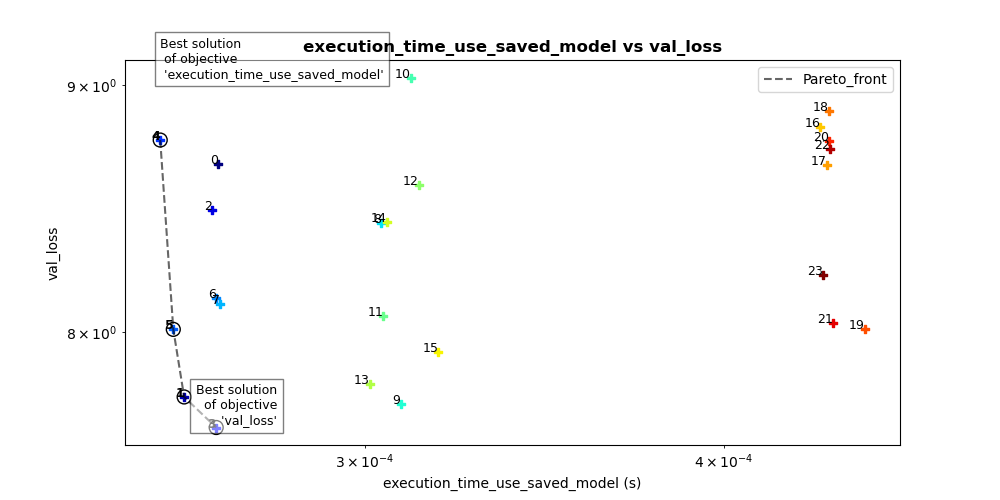 execution_time_use_saved_model vs val_loss
Best solution
of objective
'execution_time_use_saved_model'
Pareto_front
9 × 10⁰
8 × 10⁰
val_loss
10
18
16
4
20
22
0
17
12
2
14
8
23
6
7
11
21
19
5
15
13
1
9
3
Best solution
of objective
'val_loss'
3 × 10⁻⁴
4 × 10⁻⁴
execution_time_use_saved_model (s)